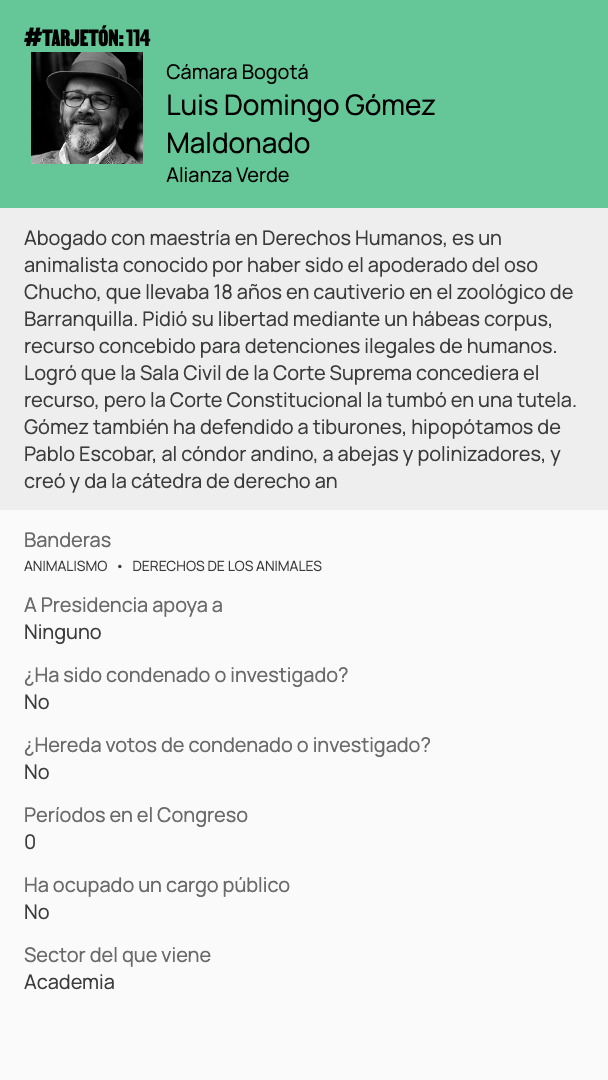 #TARJETÓN: 114
Cámara Bogotá
Luis Domingo Gómez
Maldonado
Alianza Verde
Abogado con maestría en Derechos Humanos, es un
animalista conocido por haber sido el apoderado del oso
Chucho, que llevaba 18 años en cautiverio en el zoológico de
Barranquilla. Pidió su libertad mediante un hábeas corpus,
recurso concebido para detenciones ilegales de humanos.
Logró que la Sala Civil de la Corte Suprema concediera el
recurso, pero la Corte Constitucional la tumbó en una tutela.
Gómez también ha defendido a tiburones, hipopótamos de
Pablo Escobar, al cóndor andino, a abejas y polinizadores, y
creó y da la cátedra de derecho an
Banderas
ANIMALISMO • DERECHOS DE LOS ANIMALES
A Presidencia apoya a
Ninguno
¿Ha sido condenado o investigado?
No
¿Hereda votos de condenado o investigado?
No
Períodos en el Congreso
0
Ha ocupado un cargo público
No
Sector del que viene
Academia